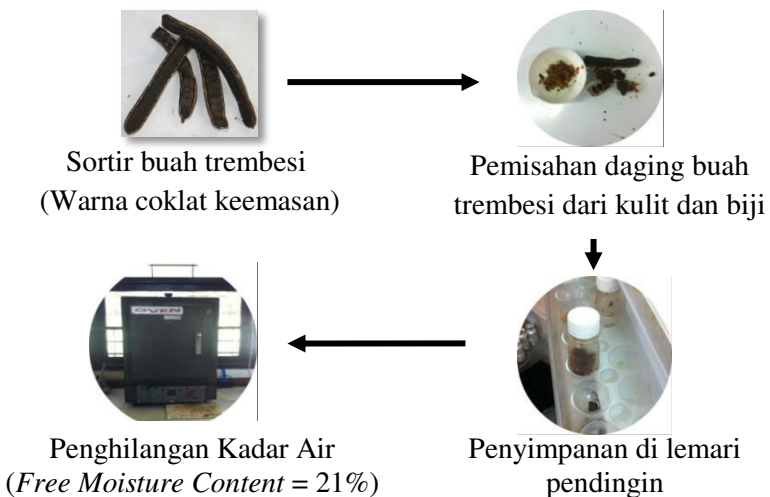 Sortir buah trembesi
(Warna coklat keemasan)
Pemisahan daging buah
trembesi dari kulit dan biji
Penyimpanan di lemari
pendingin
OVEN
Penghilangan Kadar Air
(Free Moisture Content = 21%)